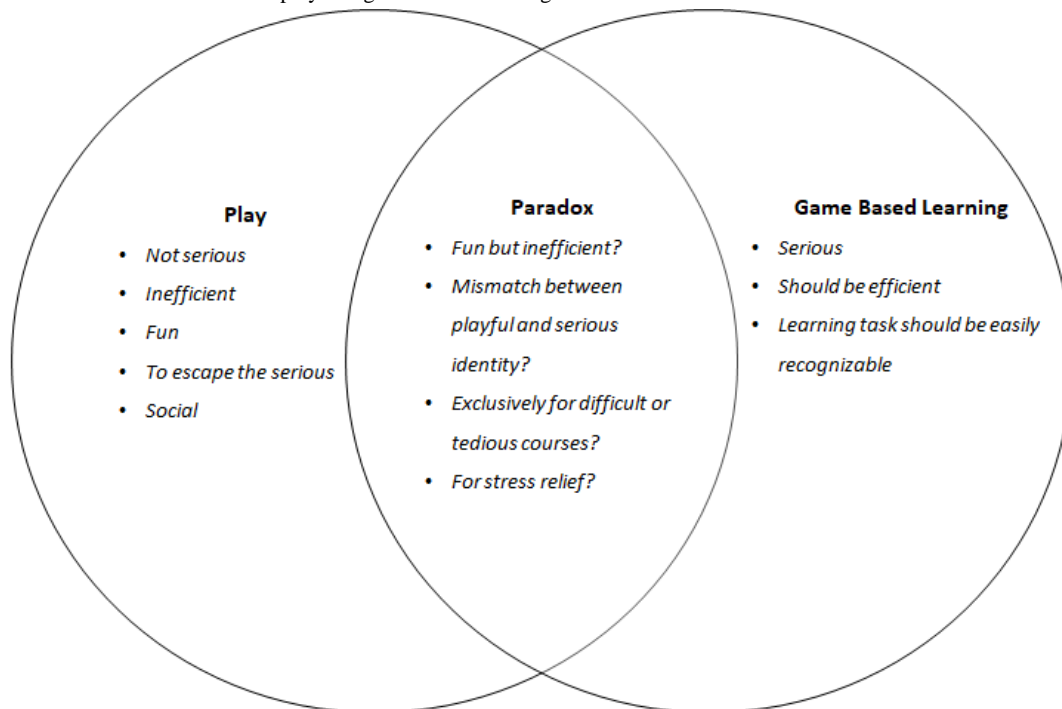 Play
• Not serious
• Inefficient
• Fun
• To escape the serious
• Social
Paradox
• Fun but inefficient?
• Mismatch between
playful and serious
identity?
• Exclusively for difficult or
tedious courses?
• For stress relief?
Game Based Learning
• Serious
• Should be efficient
• Learning task should be easily
recognizable